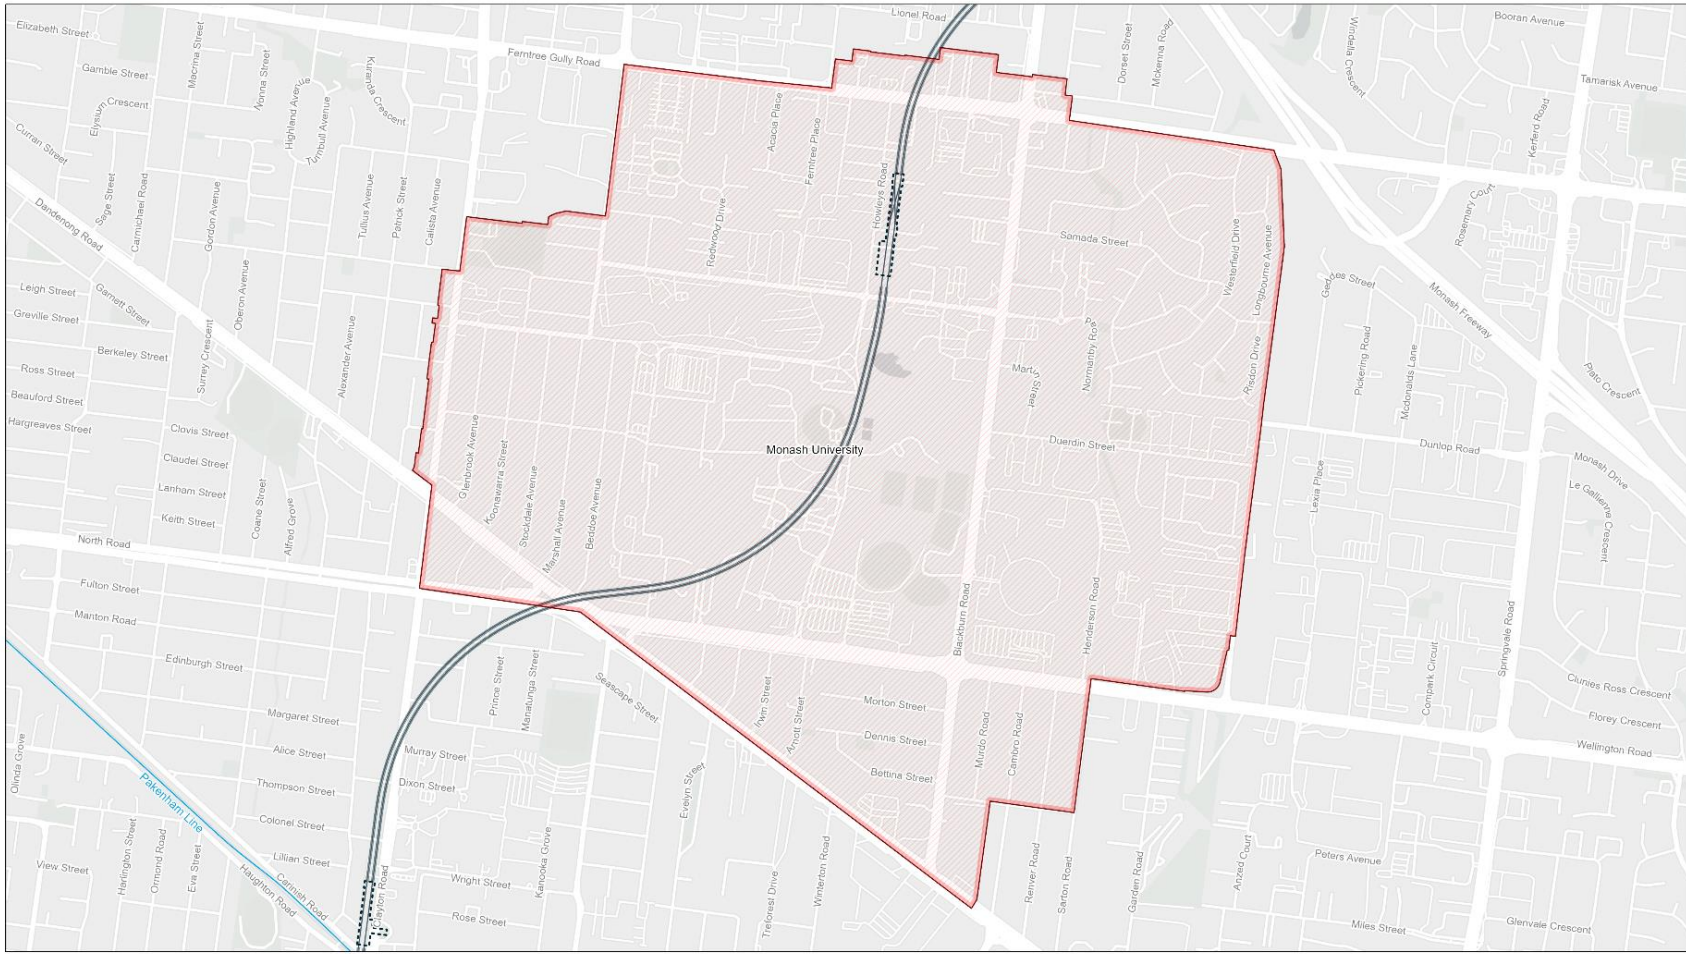 Lionel Road
Booran Avenue
Elizabeth Street
Macrina Street
Nonna Street
Kuranda Crescent
Ferntree Gully Road
Dorset Street
Mckenna Road
Windella Crescent
Tamarisk Avenue
Gamble Street
Highland Avenue
Turnbull Avenue
Elysium Crescent
Acacia Place
Ferntree Place
Kerferd Road
Curran Street
Sage Street
Carmichael Road
Gordon Avenue
Tullius Avenue
Patrick Street
Calista Avenue
Howleys Road
Rosemary Court
Dandenong Road
Redwood Drive
Samada Street
Westerfield Drive
Longbourne Avenue
Leigh Street
Garnett Street
Oberon Avenue
Monash Freeway
Greville Street
Berkeley Street
Alexander Avenue
Normanby Road
Pickering Road
Mcdonalds Lane
Plato Crescent
Ross Street
Surrey Crescent
Risdon Drive
Beauford Street
Hargreaves Street
Clovis Street
Glenbrook Avenue
Monash University
Duerdin Street
Dunlop Road
Claudel Street
Koonawarra Street
Monash Drive
Lanham Street
Coane Street
Stockdale Avenue
Beddoe Avenue
Lexia Place
Le Gallienne Crescent
Keith Street
Alfred Grove
Marshall Avenue
North Road
Fulton Street
Blackburn Road
Henderson Road
Springvale Road
Manton Road
Edinburgh Street
Prince Street
Manatunga Street
Seascape Street
Irwin Street
Arnott Street
Morton Street
Compark Circuit
Clunies Ross Crescent
Margaret Street
Florey Crescent
Olinda Grove
Alice Street
Murray Street
Dennis Street
Murdo Road
Cambro Road
Wellington Road
Pakenham Line
Thompson Street
Dixon Street
Evelyn Street
Bettina Street
Colonel Street
Harlington Street
Ormond Road
Eva Street
Lillian Street
Kanooka Grove
Winterton Road
Renver Road
Sarton Road
Garden Road
Anzed Court
Peters Avenue
View Street
Haughton Road
Carinish Road
Clayton Road
Wright Street
Rose Street
Treforest Drive
Miles Street
Glenvale Crescent